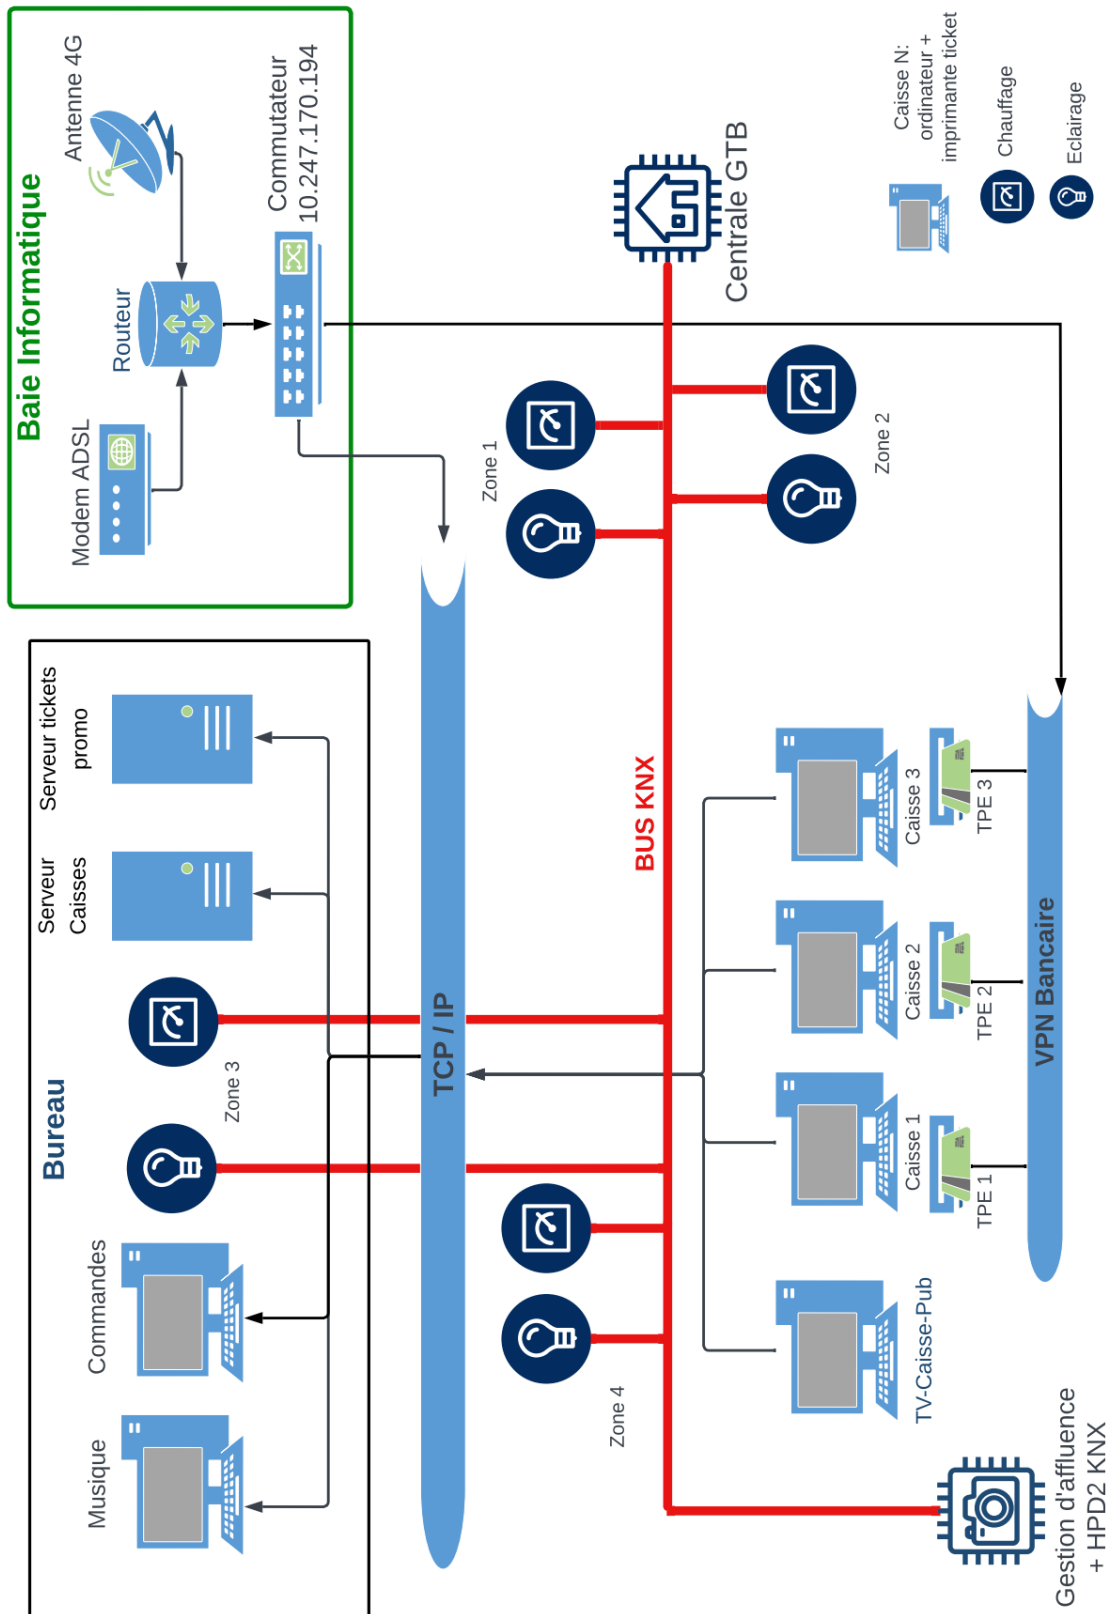 Bureau
Musique
Commandes
Zone 3
Serveur
Caisses
Serveur tickets
promo
Baie Informatique
Modem ADSL
Routeur
Antenne 4G
Commutateur
10.247.170.194
TCP / IP
Zone 4
Zone 1
BUS KNX
Zone 2
Centrale GTB
TV-Caisse-Pub
Caisse 1
Caisse 2
Caisse 3
TPE 1
TPE 2
TPE 3
VPN Bancaire
Gestion d'affluence
+ HPD2 KNX
Caisse N:
ordinateur +
imprimante ticket
Chauffage
Eclairage